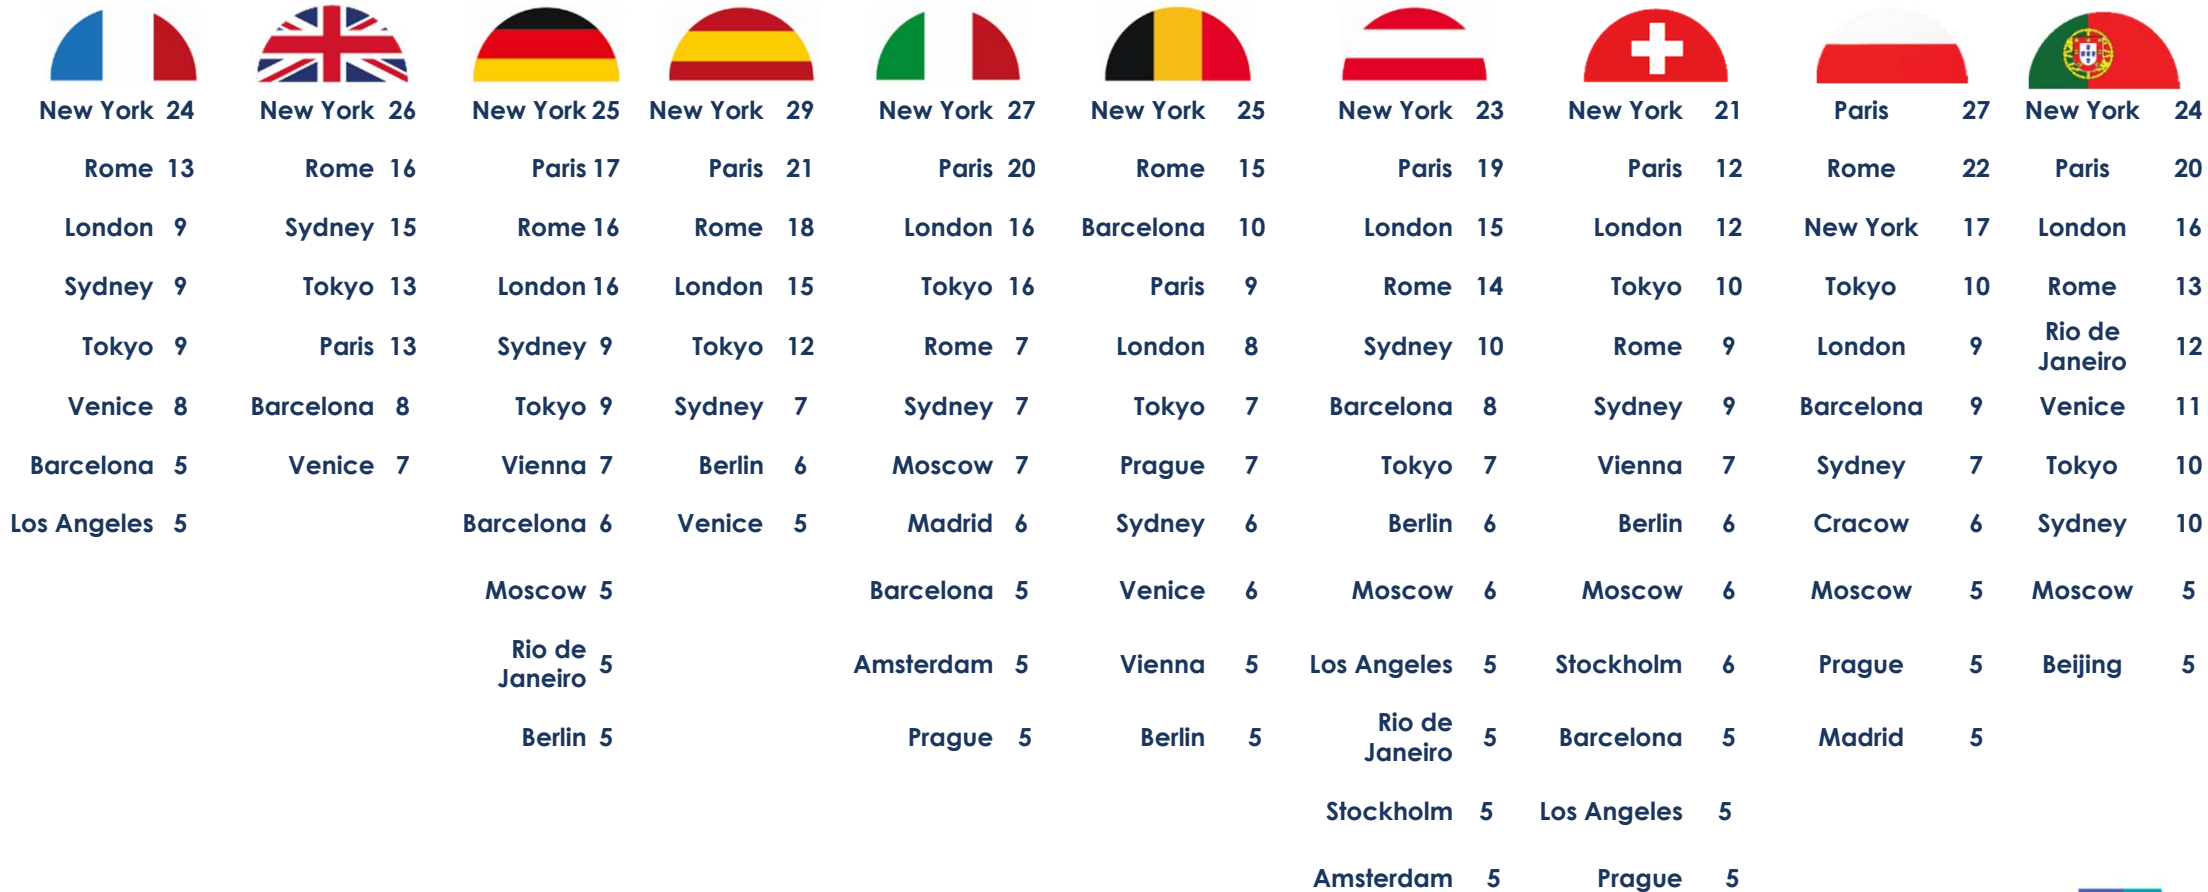 New York 24 New York 26 New York 25 New York 29 New York 27 New York 25 New York 23 New York 21 Paris 27 New York 24
Rome 13 Rome 16 Paris 17 Paris 21 Paris 20 Rome 15 Paris 19 Paris 12 Rome 22 Paris 20
London 9 Sydney 15 Rome 16 Rome 18 London 16 Barcelona 10 London 15 London 12 New York 17 London 16
Sydney 9 Tokyo 13 London 16 London 15 Tokyo 16 Paris 9 Rome 14 Tokyo 10 Tokyo 10 Rome 13
Tokyo 9 Paris 13 Sydney 9 Tokyo 12 Rome 7 London 8 Sydney 10 Rome 9 London 9 Rio de
Janeiro 12
Venice 8 Barcelona 8 Tokyo 9 Sydney 7 Sydney 7 Tokyo 7 Barcelona 8 Sydney 9 Barcelona 9 Venice 11
Barcelona 5 Venice 7 Vienna 7 Berlin 6 Moscow 7 Prague 7 Tokyo 7 Vienna 7 Sydney 7 Tokyo 10
Los Angeles 5 Barcelona 6 Venice 5 Madrid 6 Sydney 6 Berlin 6 Berlin 6 Cracow 6 Sydney 10
Moscow 5 Barcelona 5 Venice 6 Moscow 6 Moscow 6 Moscow 5 Moscow 5
Rio de
Janeiro 5 Amsterdam 5 Vienna 5 Los Angeles 5 Stockholm 6 Prague 5 Beijing 5
Berlin 5 Prague 5 Berlin 5 Rio de
Janeiro 5 Barcelona 5 Madrid 5
Stockholm 5 Los Angeles 5
Amsterdam 5 Prague 5